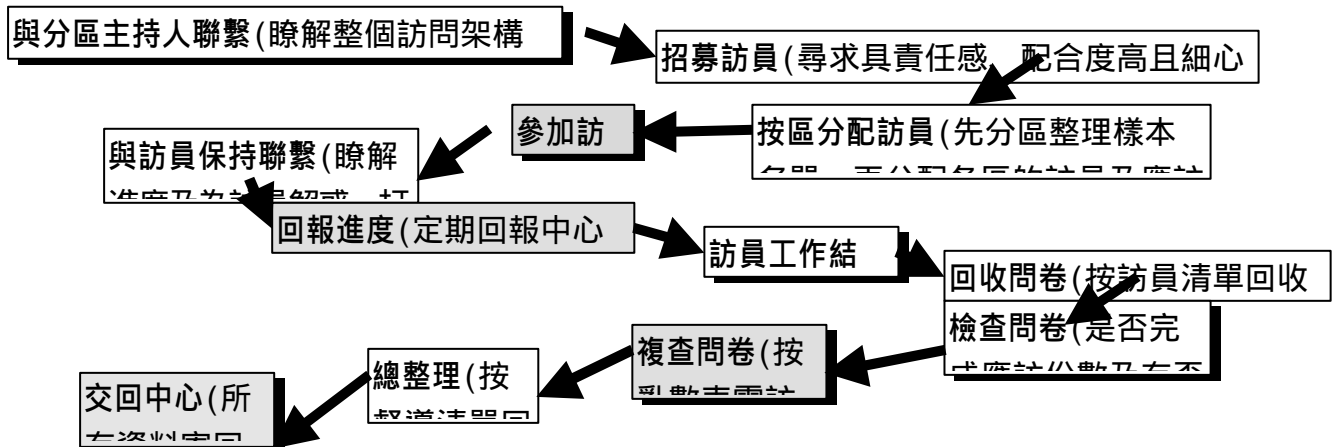 與分區主持人聯繫(瞭解整個訪問架構
招募訪員(尋求具責任感、配合度高且細心
按區分配訪員(先分區整理樣本
參加訪
與訪員保持聯繫(瞭解
回報進度(定期回報中心
訪員工作結
回收問卷(按訪員清單回收
檢查問卷(是否完
複查問卷(按
總整理(按
交回中心(所